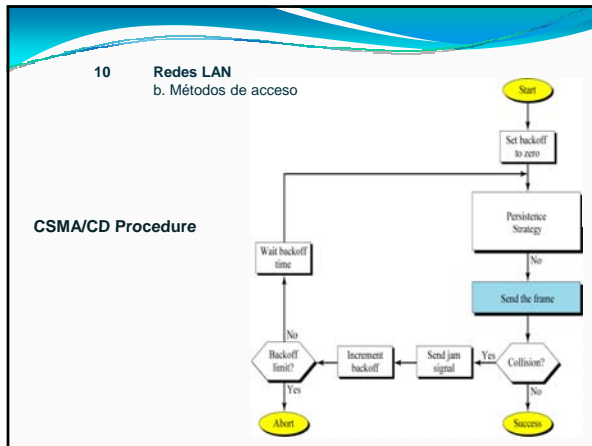 10 Redes LAN
b. Métodos de acceso
Start
Set backoff
to zero
CSMA/CD Procedure
Persistence
Strategy
Wait backoff
time
No
Send the frame
No
Backoff
limit?
Increment
backoff
Send jam
signal
Yes
Collision?
Yes
No
Abort
Success